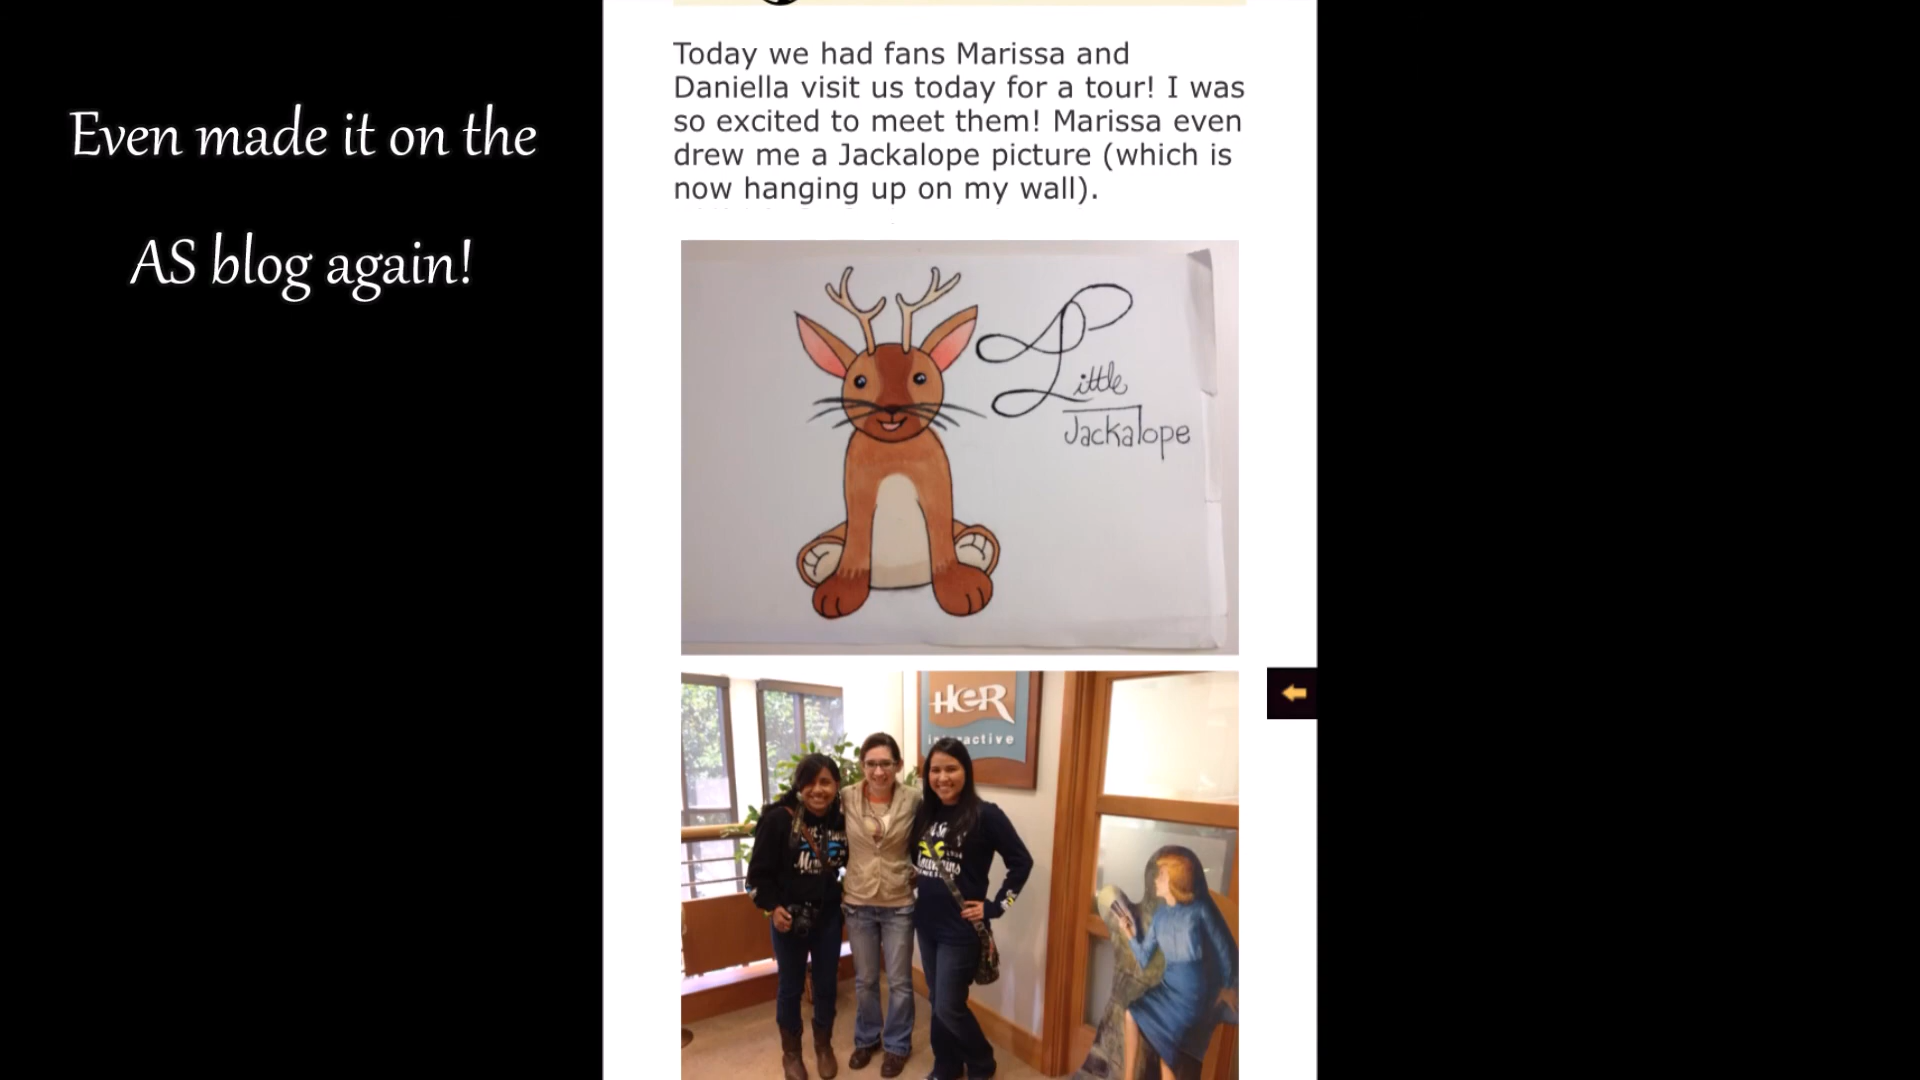 Even made it on the
AS blog again!
Today we had fans Marissa and
Daniella visit us today for a tour! I was
so excited to meet them! Marissa even
drew me a Jackalope picture (which is
now hanging up on my wall).
Little
Jackalope
HER
interactive